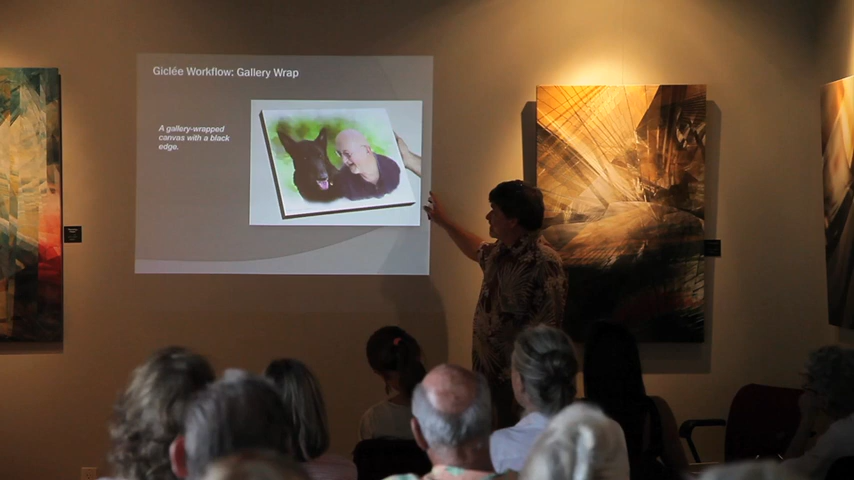 Giclée Workflow: Gallery Wrap
A gallery-wrapped
canvas with a black
edge.